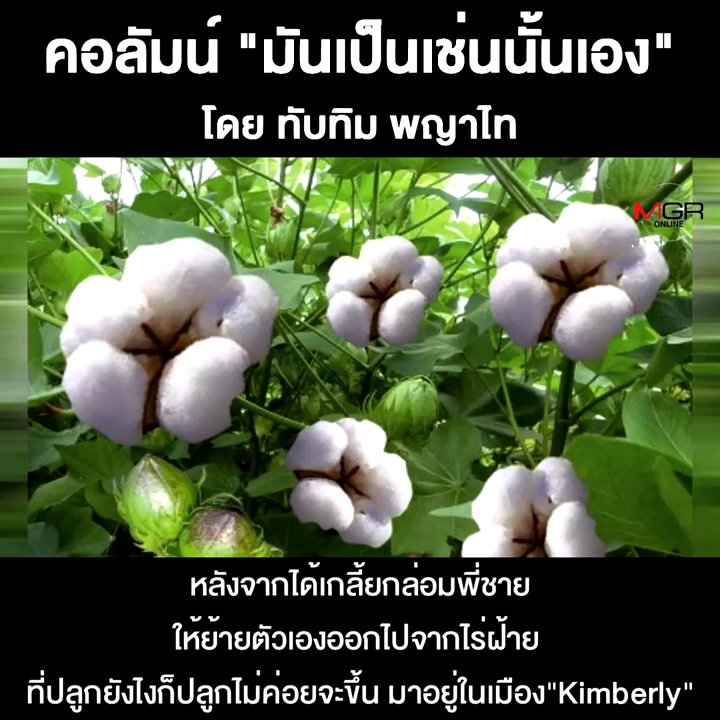 คอลัมน์ "มันเป็นเช่นนั้นเอง"
โดย ทับทิม พญาไท
MGR
ONLINE
หลังจากได้เกลี้ยกล่อมพี่ชาย
ให้ย้ายตัวเองออกไปจากไร่ฝ้าย
ที่ปลูกยังไงก็ปลูกไม่ค่อยจะขึ้น มาอยู่ในเมือง"Kimberly"